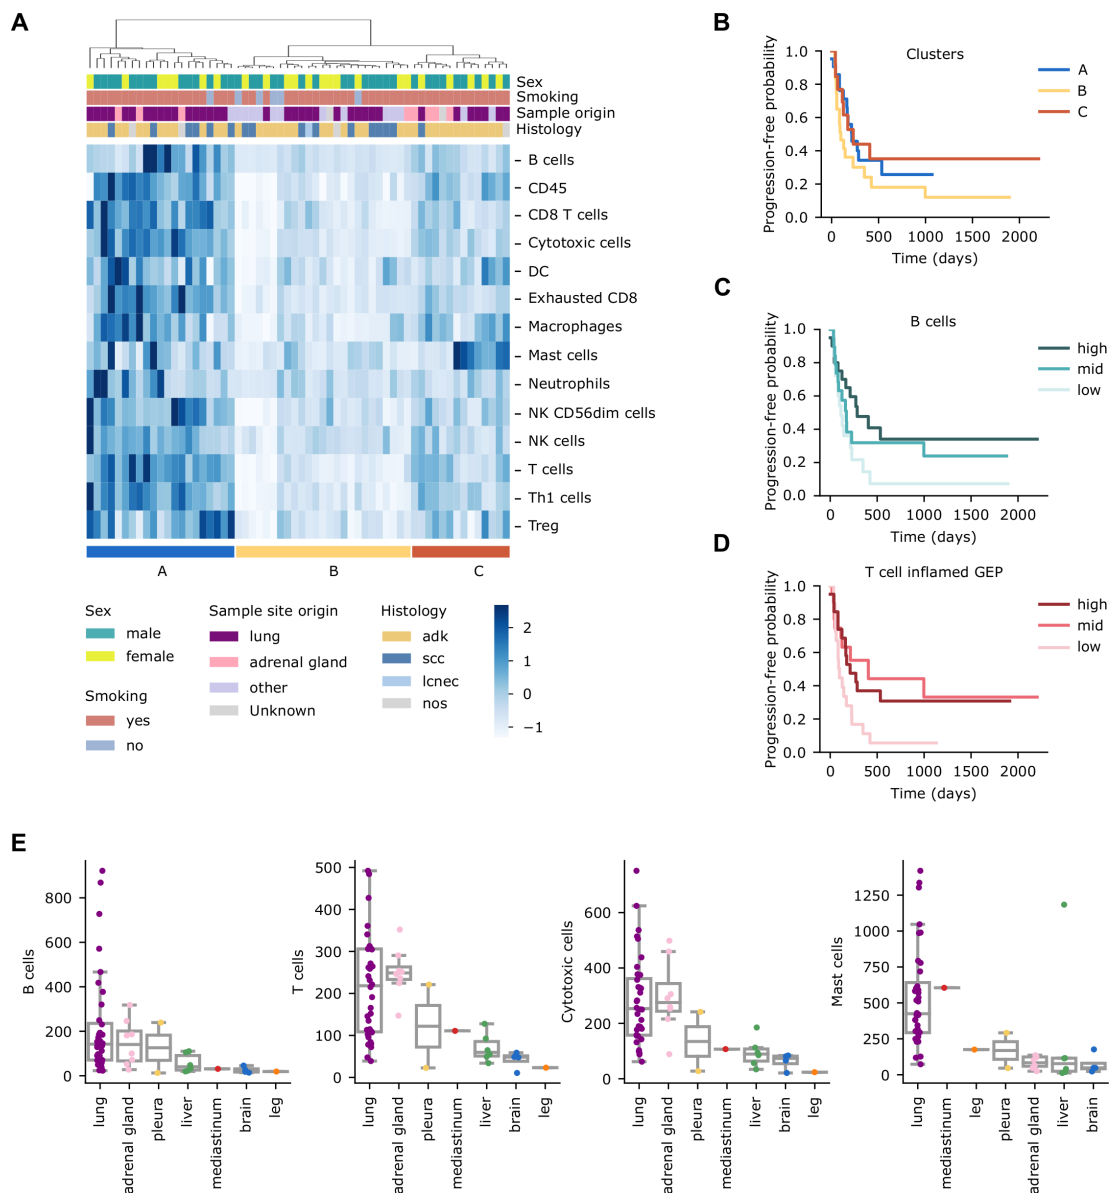 A
Sex
Smoking
Sample origin
Histology
B cells
CD45
CD8 T cells
Cytotoxic cells
DC
Exhausted CD8
Macrophages
Mast cells
Neutrophils
NK CD56dim cells
NK cells
T cells
Th1 cells
Treg
A
B
C
Sex
male
female
Smoking
yes
no
Sample site origin
lung
adrenal gland
other
Unknown
Histology
adk
scc
lcnec
nos
2
1
0
−1
B
Clusters
Progression-free probability
1.0
0.8
0.6
0.4
0.2
0.0
0
500
1000
1500
2000
Time (days)
A
B
C
C
B cells
Progression-free probability
1.0
0.8
0.6
0.4
0.2
0.0
0
500
1000
1500
2000
Time (days)
high
mid
low
D
T cell inflamed GEP
Progression-free probability
1.0
0.8
0.6
0.4
0.2
0.0
0
500
1000
1500
2000
Time (days)
high
mid
low
E
B cells
800
600
400
200
0
lung
adrenal gland
pleura
liver
mediastinum
brain
leg
T cells
500
400
300
200
100
0
lung
adrenal gland
pleura
mediastinum
liver
brain
leg
Cytotoxic cells
600
400
200
0
lung
adrenal gland
pleura
mediastinum
liver
brain
leg
Mast cells
1250
1000
750
500
250
0
lung
mediastinum
leg
pleura
adrenal gland
liver
brain